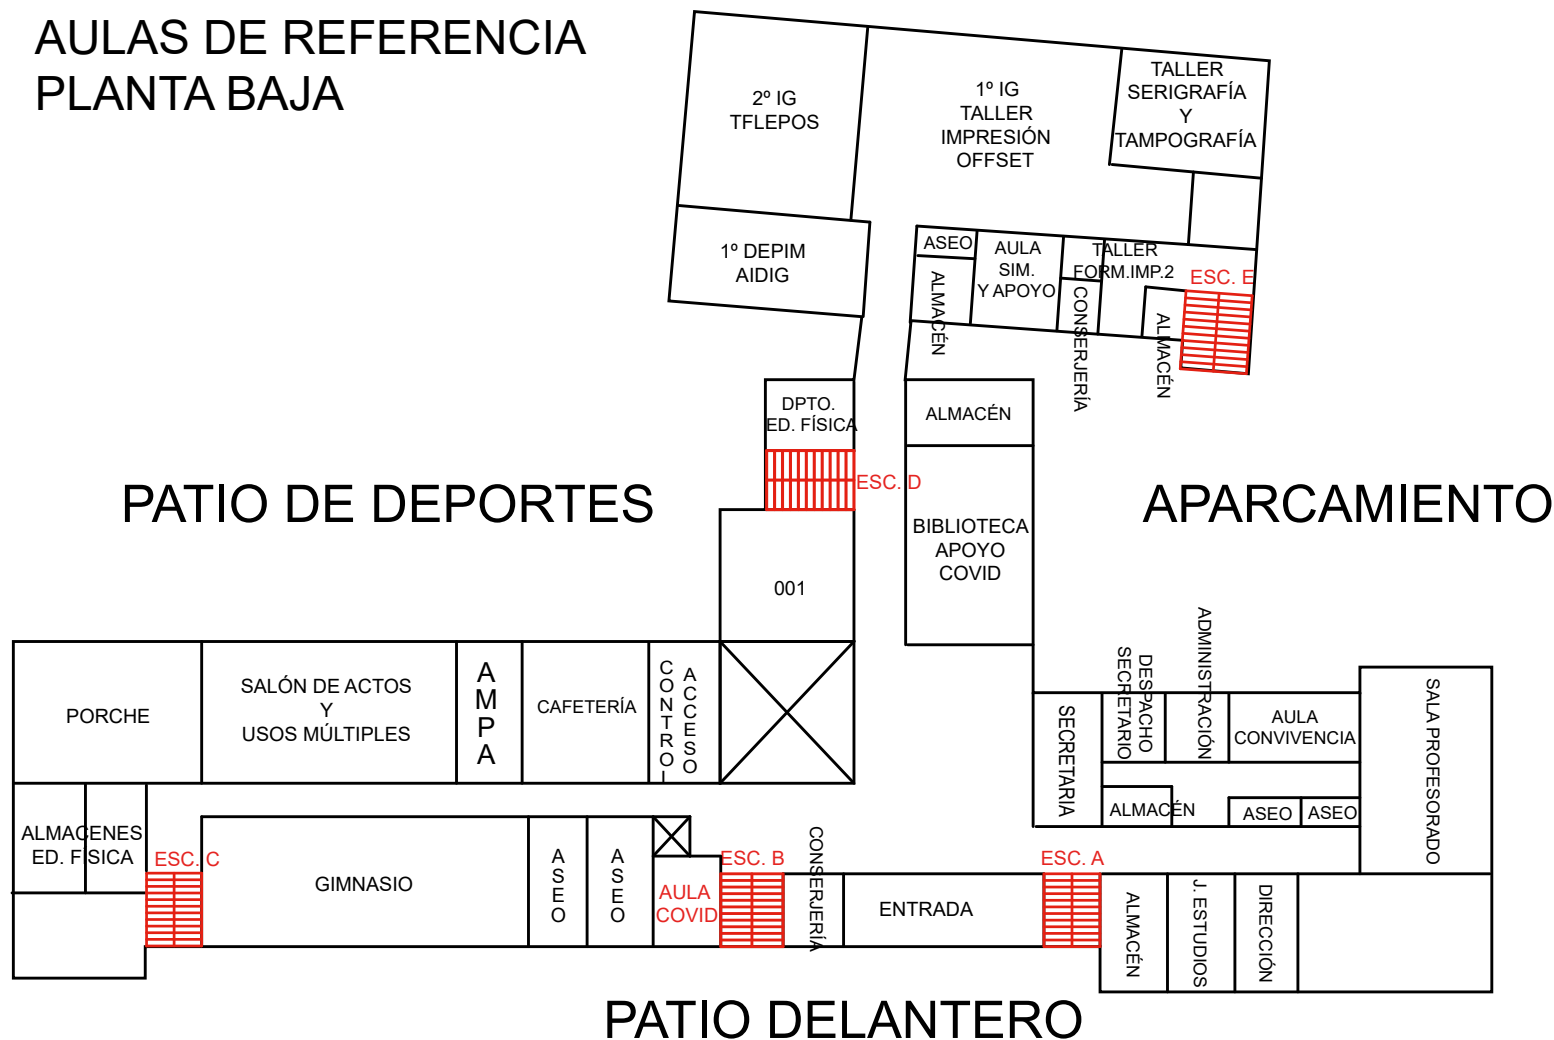 AULAS DE REFERENCIA
PLANTA BAJA
2º IG
TFLEPOS
1º IG
TALLER
IMPRESIÓN
OFFSET
TALLER
SERIGRAFÍA
Y
TAMPOGRAFÍA
1º DEPIM
AIDIG
ASEO
ALMACÉN
AULA
SIM.
Y APOYO
TALLER
FORM.IMP.2
CONSERJERÍA
ALMACÉN
ESC. E
DPTO.
ED. FÍSICA
ALMACÉN
ESC. D
PATIO DE DEPORTES
APARCAMIENTO
BIBLIOTECA
APOYO
COVID
001
PORCHE
SALÓN DE ACTOS
Y
USOS MÚLTIPLES
AMPA
CAFETERÍA
CONTROL
ACCESO
SECRETARIA
DESPACHO
SECRETARIO
ADMINISTRACIÓN
AULA
CONVIVENCIA
SALA PROFESORADO
ALMACÉN
ASEO
ASEO
ALMACENES
ED. FÍSICA
ESC. C
GIMNASIO
ASEO
ASEO
AULA
COVID
ESC. B
CONSERJERÍA
ENTRADA
ESC. A
ALMACÉN
J. ESTUDIOS
DIRECCIÓN
PATIO DELANTERO